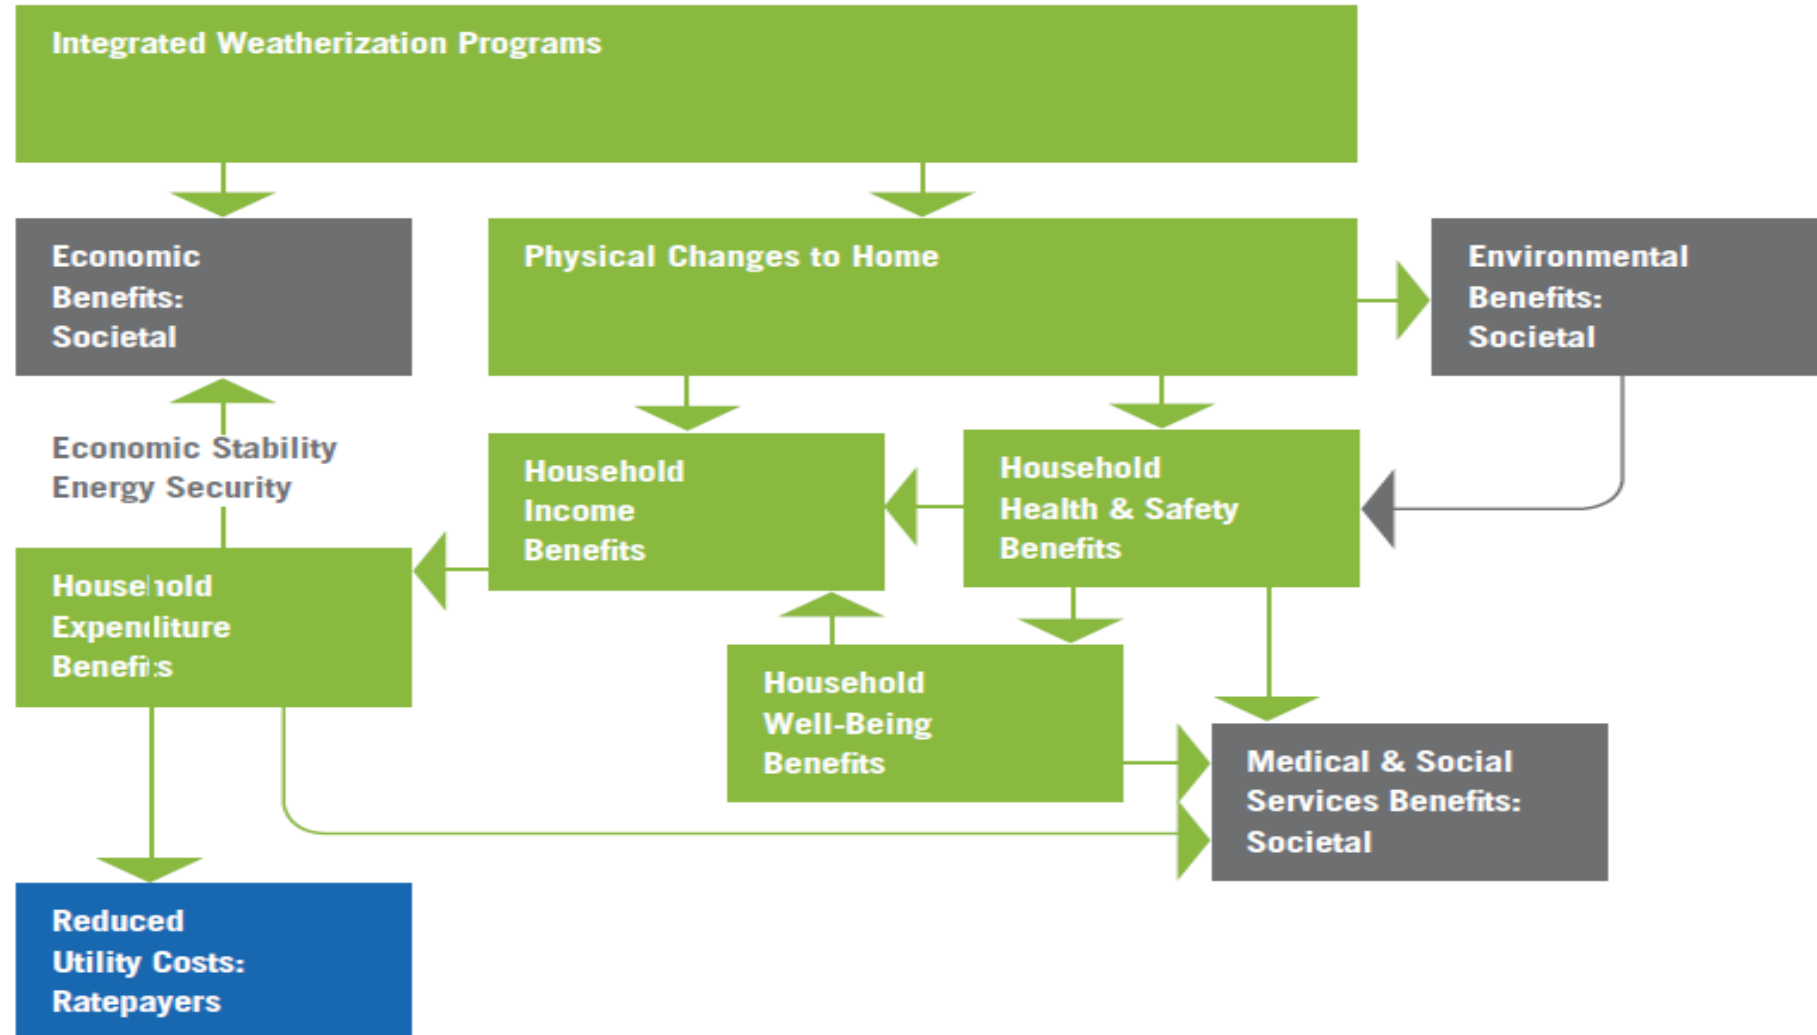 Integrated Weatherization Programs
Economic
Benefits:
Societal
Physical Changes to Home
Environmental
Benefits:
Societal
Economic Stability
Energy Security
Household
Income
Benefits
Household
Health & Safety
Benefits
Household
Expenditure
Benefits
Household
Well-Being
Benefits
Medical & Social
Services Benefits:
Societal
Reduced
Utility Costs:
Ratepayers